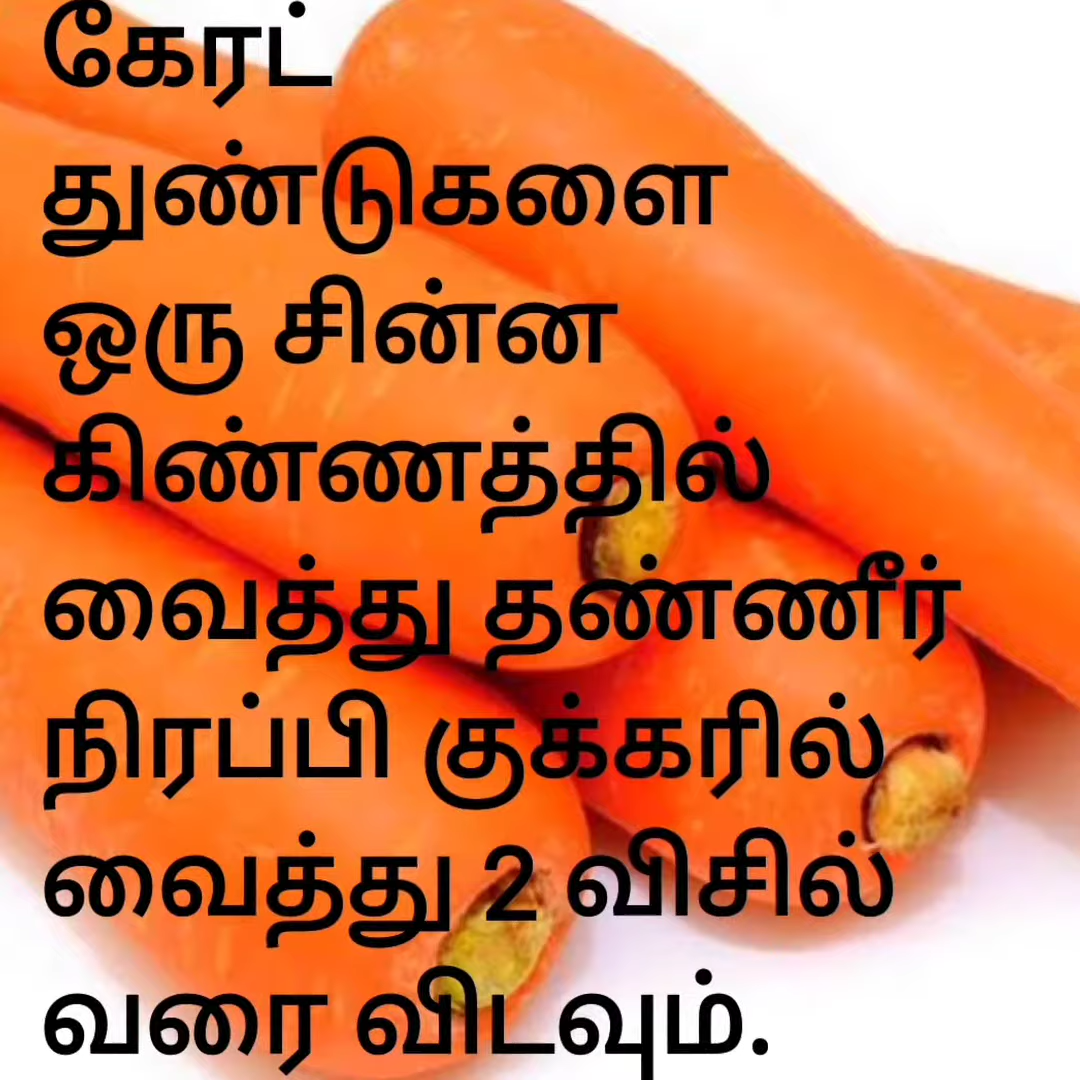 கேரட்
துண்டுகளை
ஒரு சின்ன
கிண்ணத்தில்
வைத்து தண்ணீர்
நிரப்பி குக்கரில்
வைத்து 2 விசில்
வரை விடவும்.